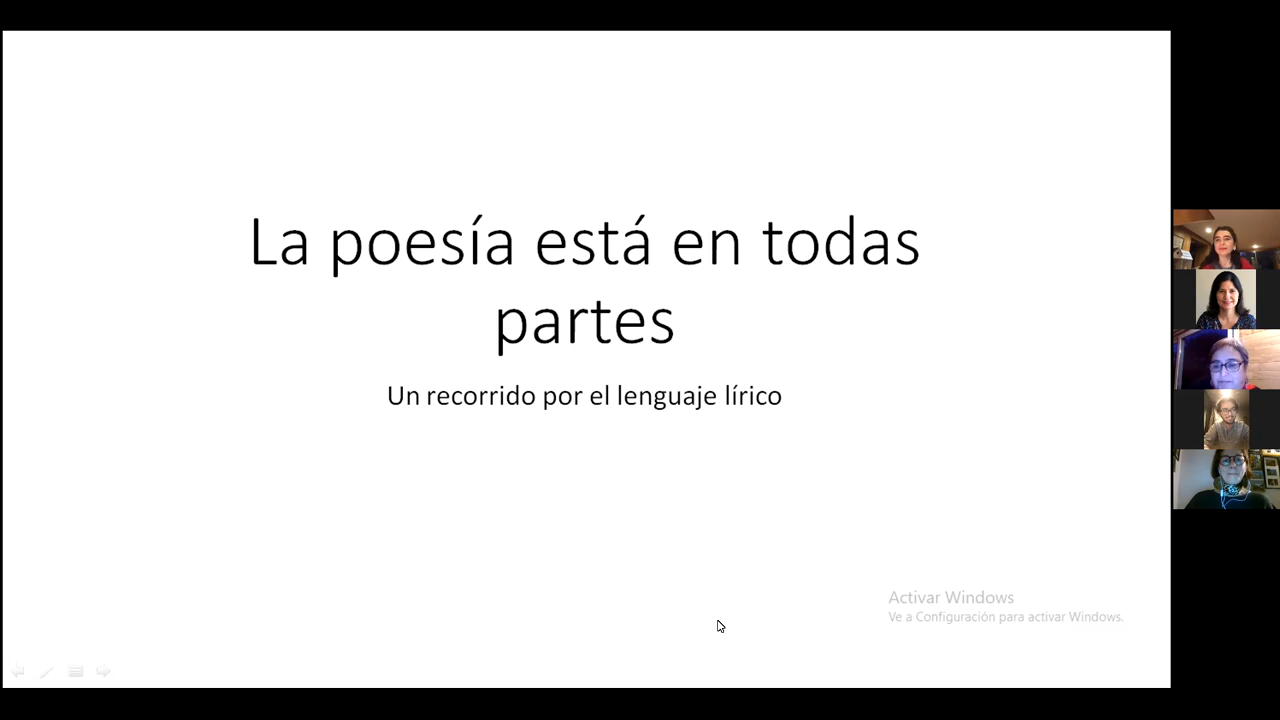 La poesía está en todas
partes
Un recorrido por el lenguaje lírico
Activar Windows
Ve a Configuración para activar Windows.